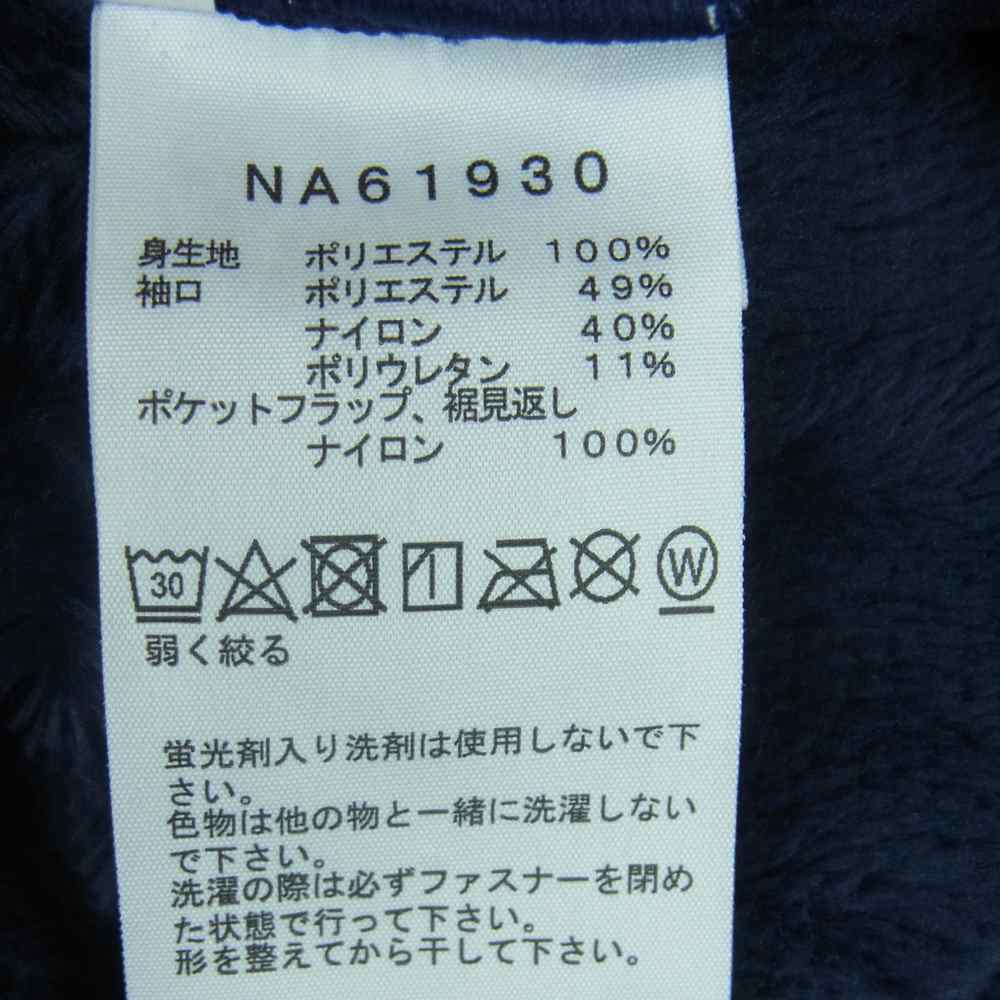 NA61930
身生地 ポリエステル 100%
袖口 ポリエステル 49%
ナイロン 40%
ポリウレタン 11%
ポケットフラップ、裾見返し
ナイロン 100%
30 W
弱く絞る
蛍光剤入り洗剤は使用しないで下
さい。
色物は他の物と一緒に洗濯しない
で下さい。
洗濯の際は必ずファスナーを閉め
た状態で行って下さい。
形を整えてから干して下さい。